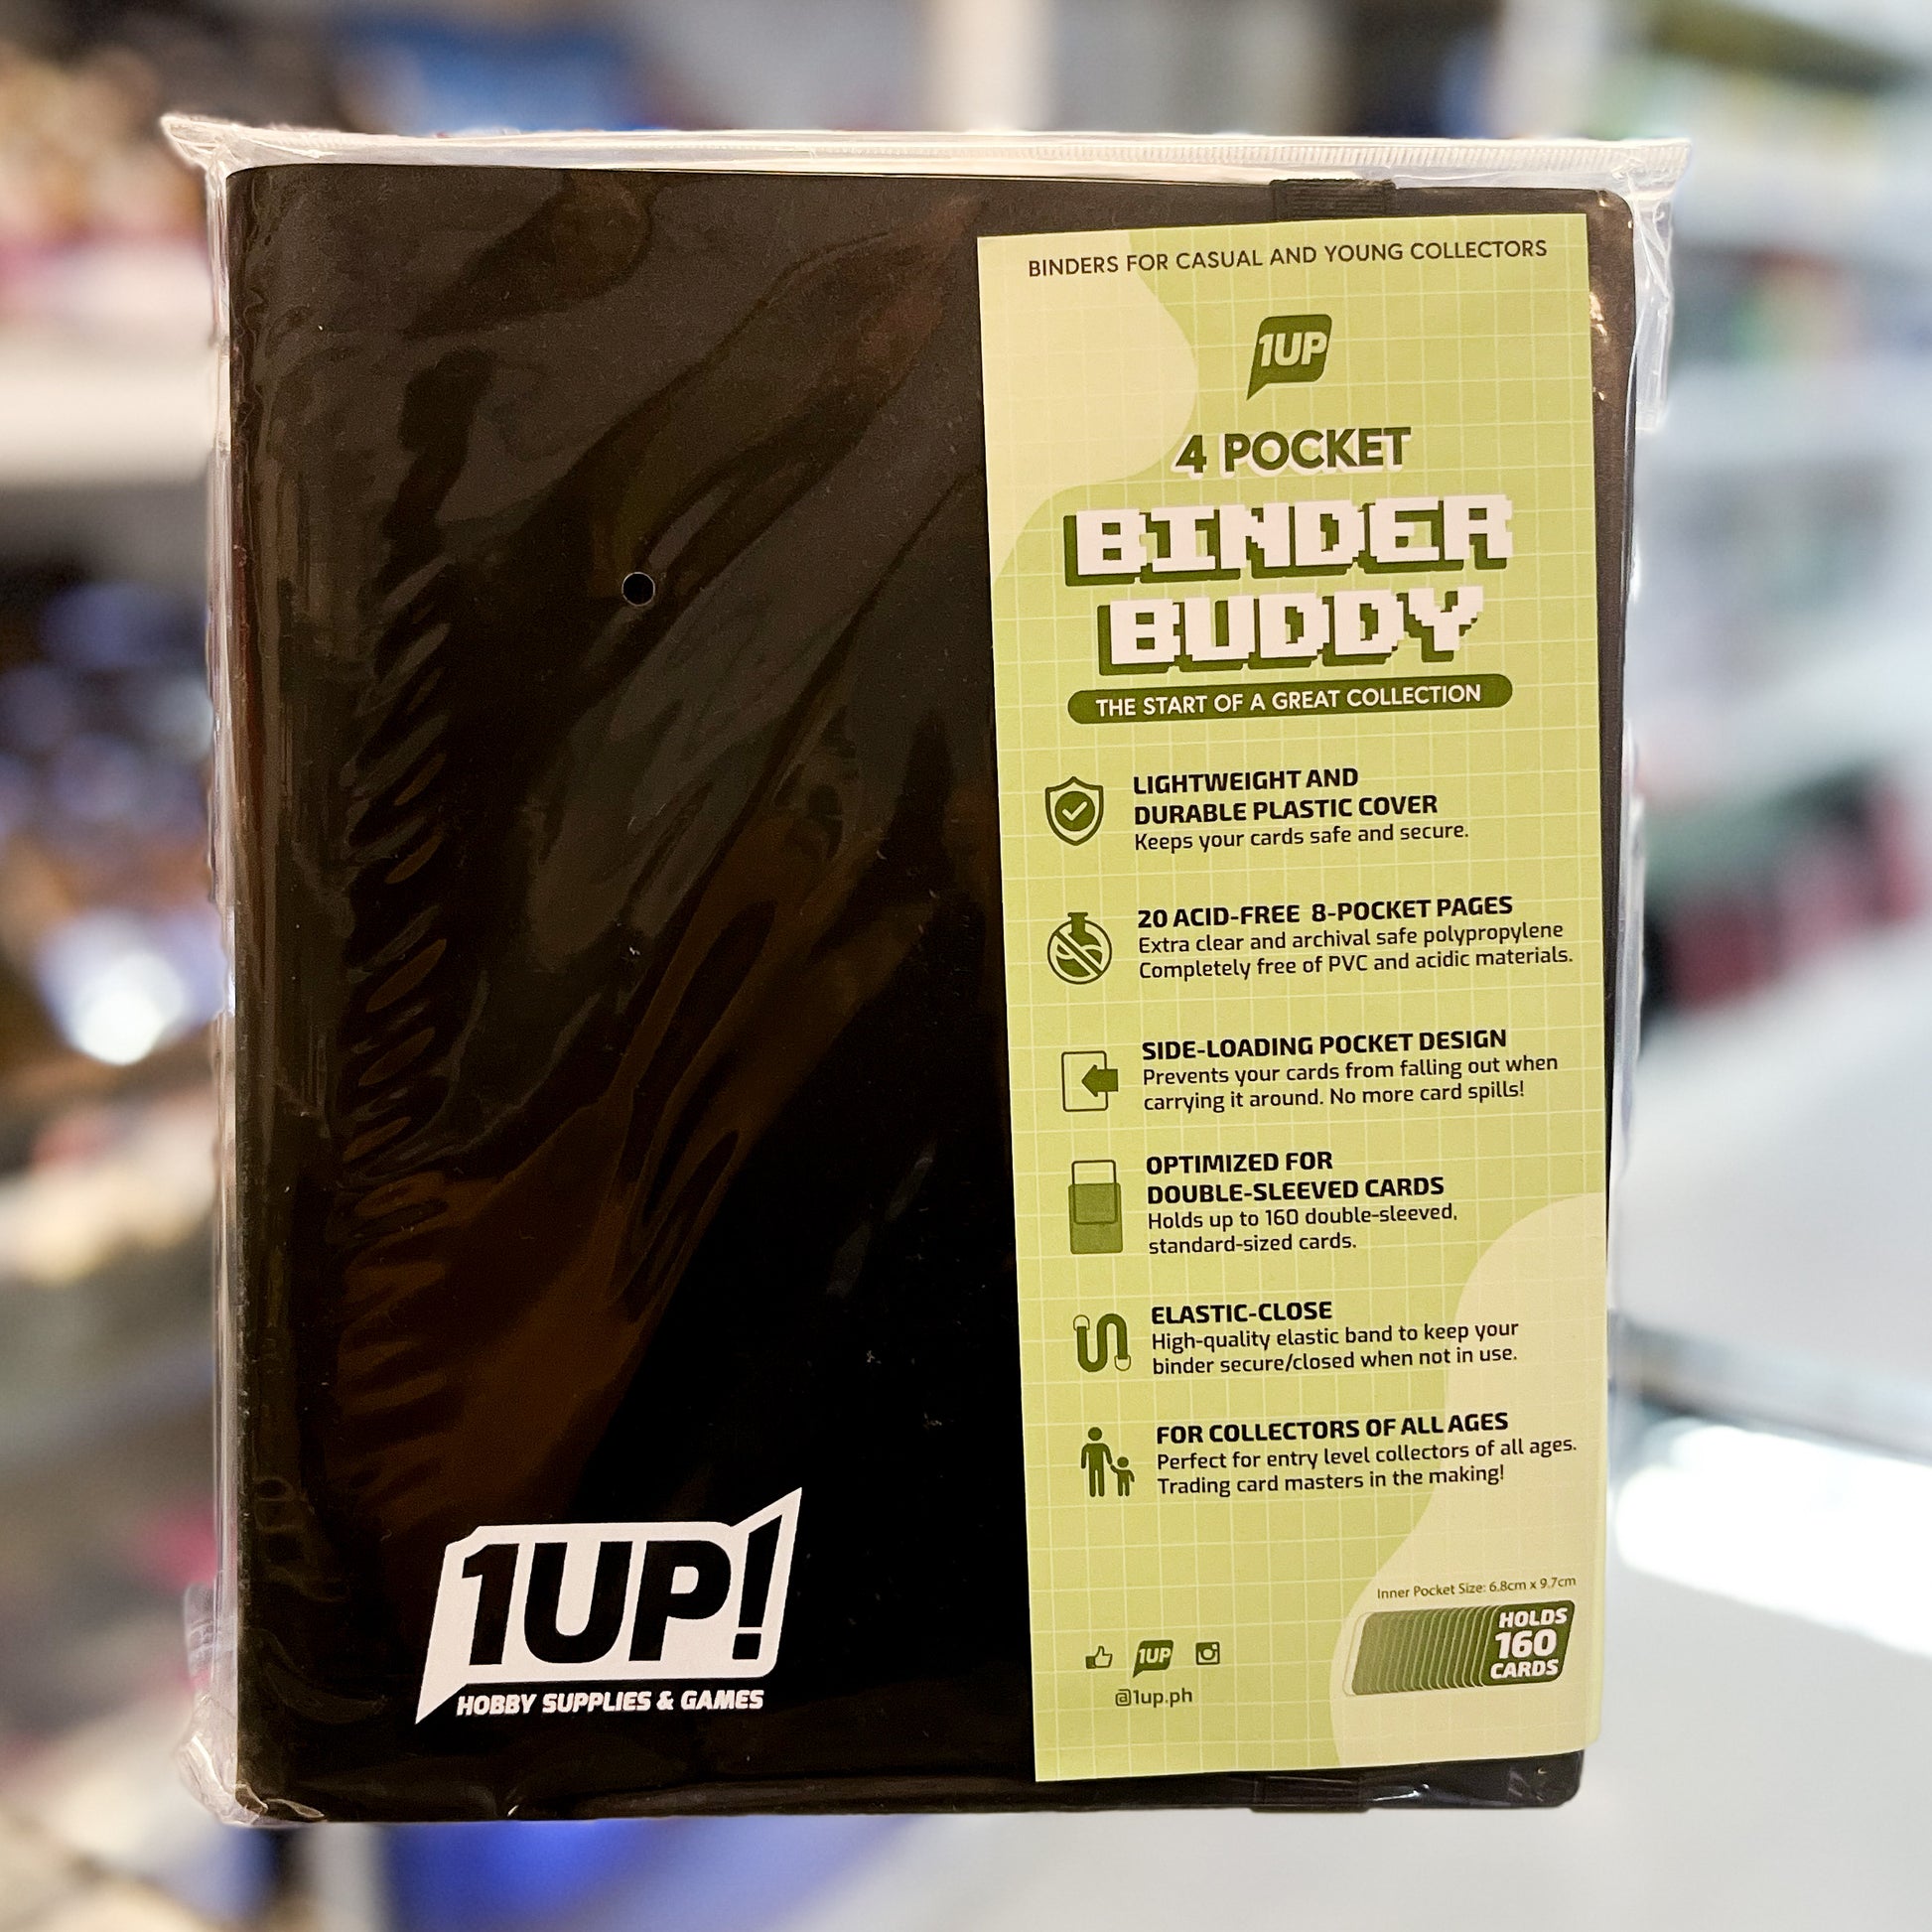 BINDERS FOR CASUAL AND YOUNG COLLECTORS
1UP
4 POCKET
BINDER
BUDDY
THE START OF A GREAT COLLECTION
LIGHTWEIGHT AND
DURABLE PLASTIC COVER
Keeps your cards safe and secure.
20 ACID-FREE 8-POCKET PAGES
Extra clear and archival safe polypropylene
Completely free of PVC and acidic materials.
SIDE-LOADING POCKET DESIGN
Prevents your cards from falling out when
carrying it around. No more card spills!
OPTIMIZED FOR
DOUBLE-SLEEVED CARDS
Holds up to 160 double-sleeved,
standard-sized cards.
ELASTIC-CLOSE
High-quality elastic band to keep your
binder secure/closed when not in use.
FOR COLLECTORS OF ALL AGES
Perfect for entry level collectors of all ages.
Trading card masters in the making!
Inner Pocket Size: 6.8cm x 9.7cm
HOLDS
160
CARDS
1UP
@1up.ph
1UP!
HOBBY SUPPLIES & GAMES